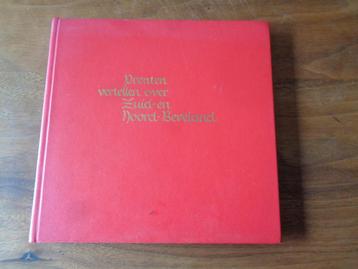 Prenten
vertellen over
Zuid- en
Noord-Beveland